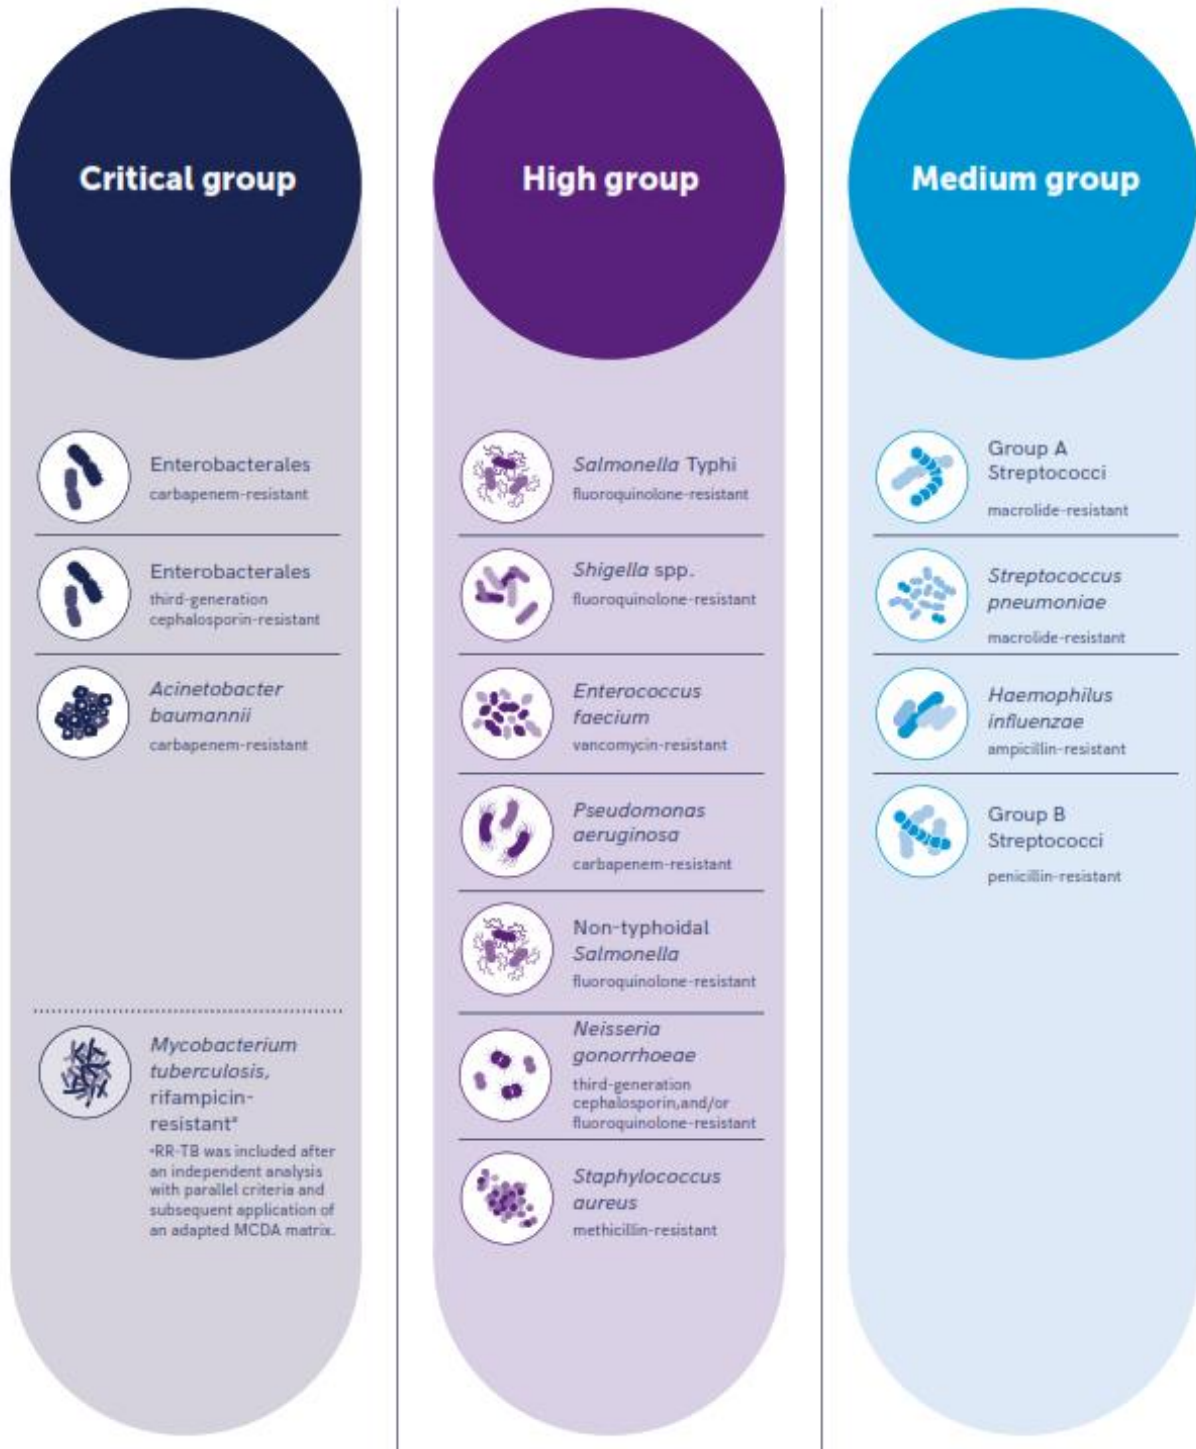 Critical group
Enterobacterales
carbapenem-resistant
Enterobacterales
third-generation
cephalosporin-resistant
Acinetobacter
baumannii
carbapenem-resistant
Mycobacterium
tuberculosis,
rifampicin-
resistant*
*RR-TB was included after
an independent analysis
with parallel criteria and
subsequent application of
an adapted MCDA matrix.
High group
Salmonella Typhi
fluoroquinolone-resistant
Shigella spp.
fluoroquinolone-resistant
Enterococcus
faecium
vancomycin-resistant
Pseudomonas
aeruginosa
carbapenem-resistant
Non-typhoidal
Salmonella
fluoroquinolone-resistant
Neisseria
gonorrhoeae
third-generation
cephalosporin,and/or
fluoroquinolone-resistant
Staphylococcus
aureus
methicillin-resistant
Medium group
Group A
Streptococci
macrolide-resistant
Streptococcus
pneumoniae
macrolide-resistant
Haemophilus
influenzae
ampicillin-resistant
Group B
Streptococci
penicillin-resistant